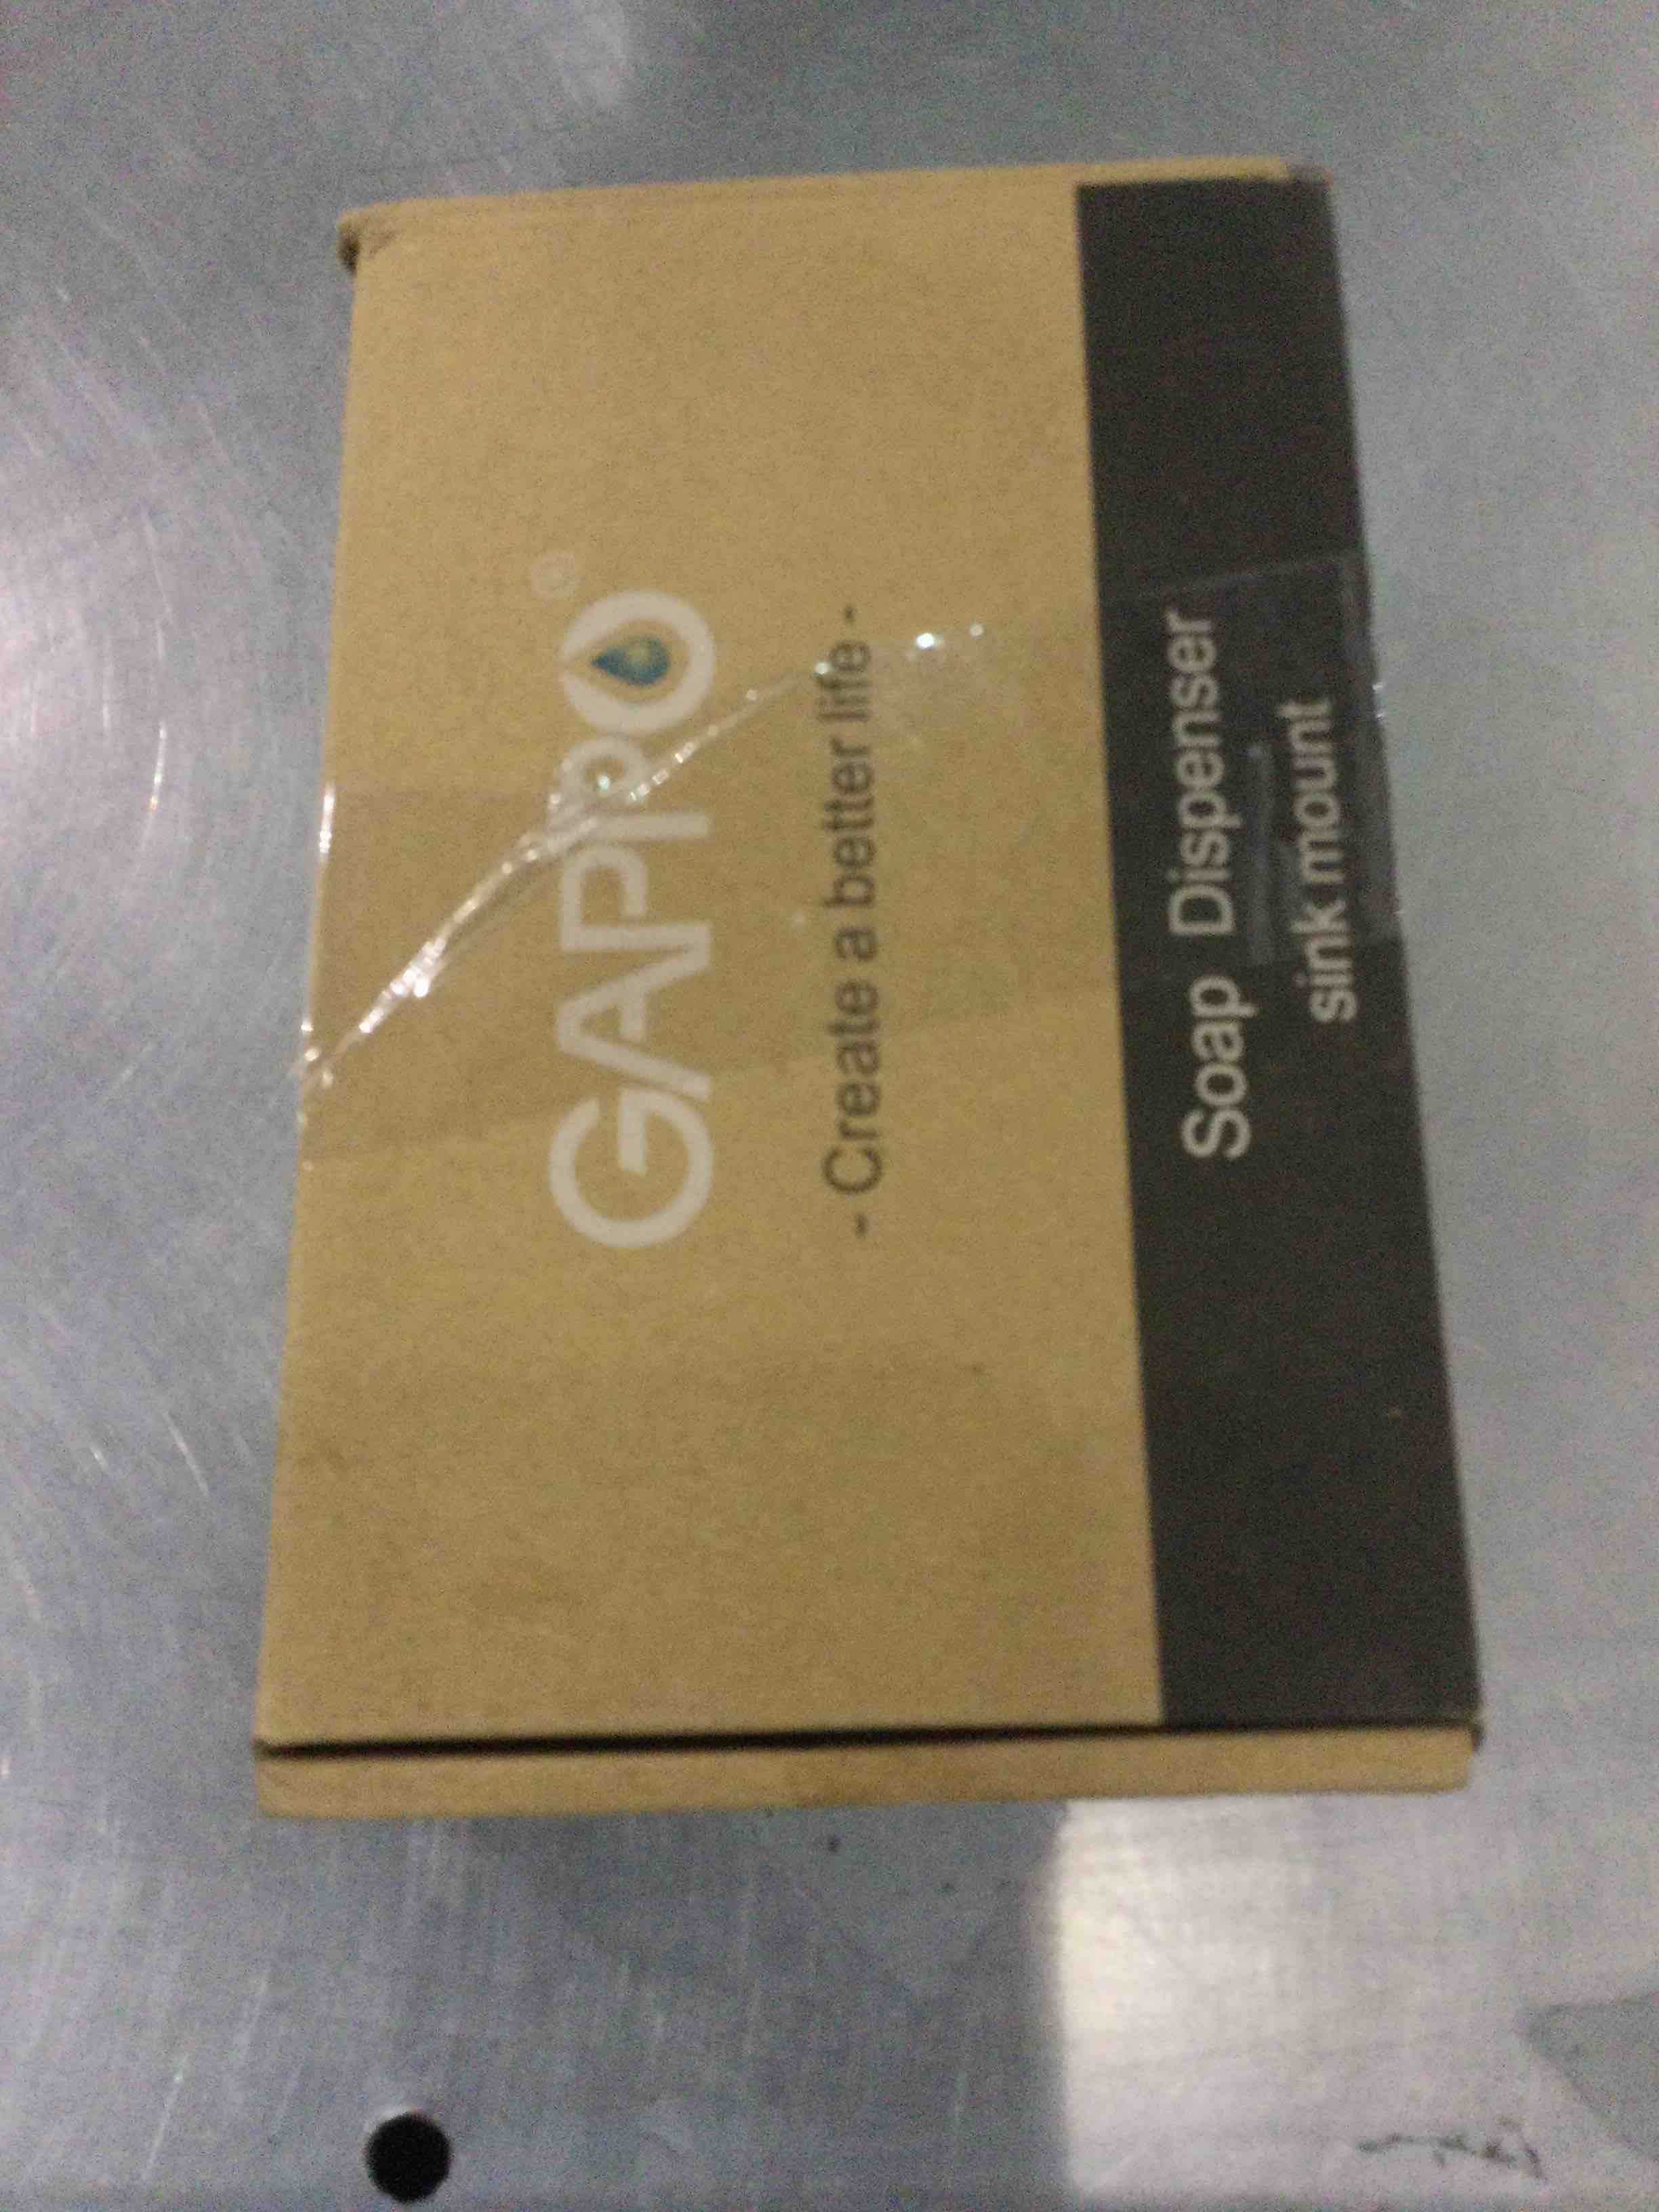 GAPPO®
- Create a better life -
Soap Dispenser
sink mount